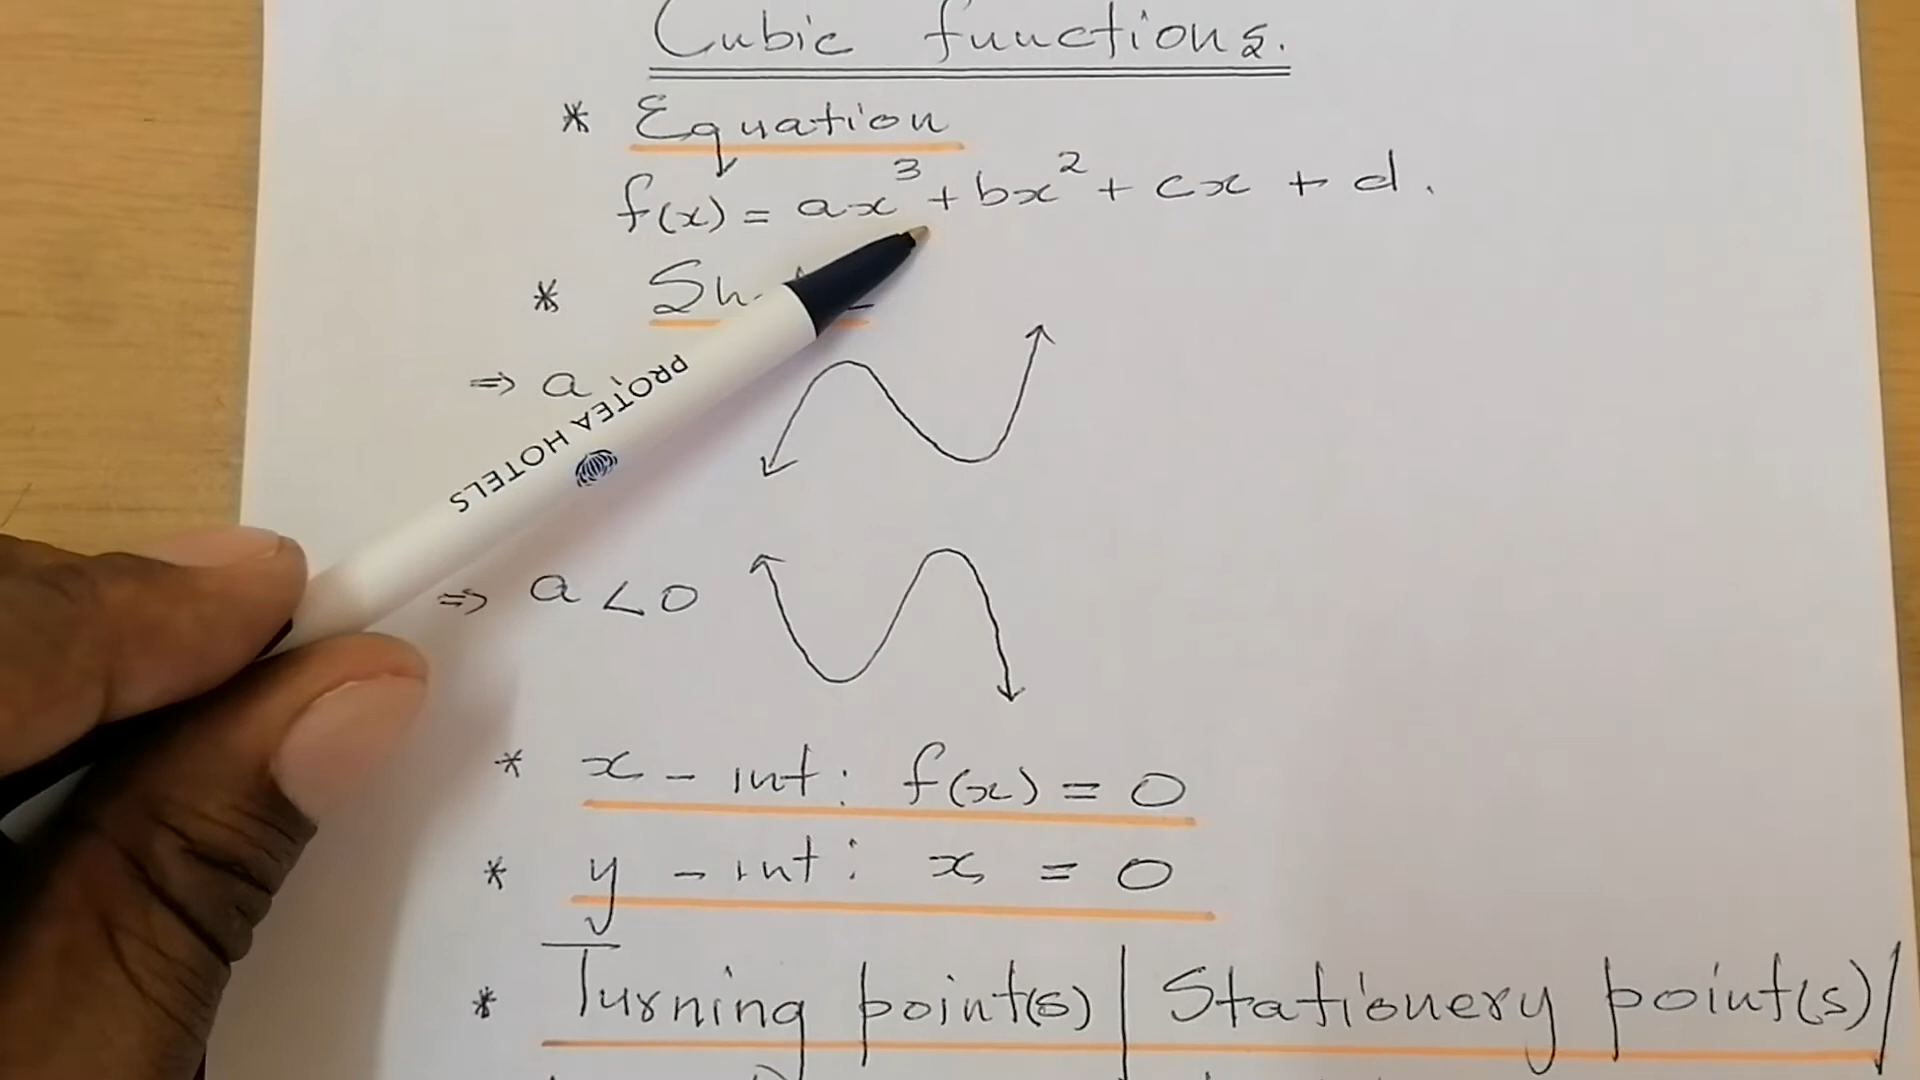 Cubic functions.
* Equation
f(x) = ax³ + bx² + cx + d.
*
⇒ a
PROTEA HOTELS
⇒ a < 0
* x - int: f(x) = 0
* y - int: x = 0
* Turning point(s) | Stationery point(s) |